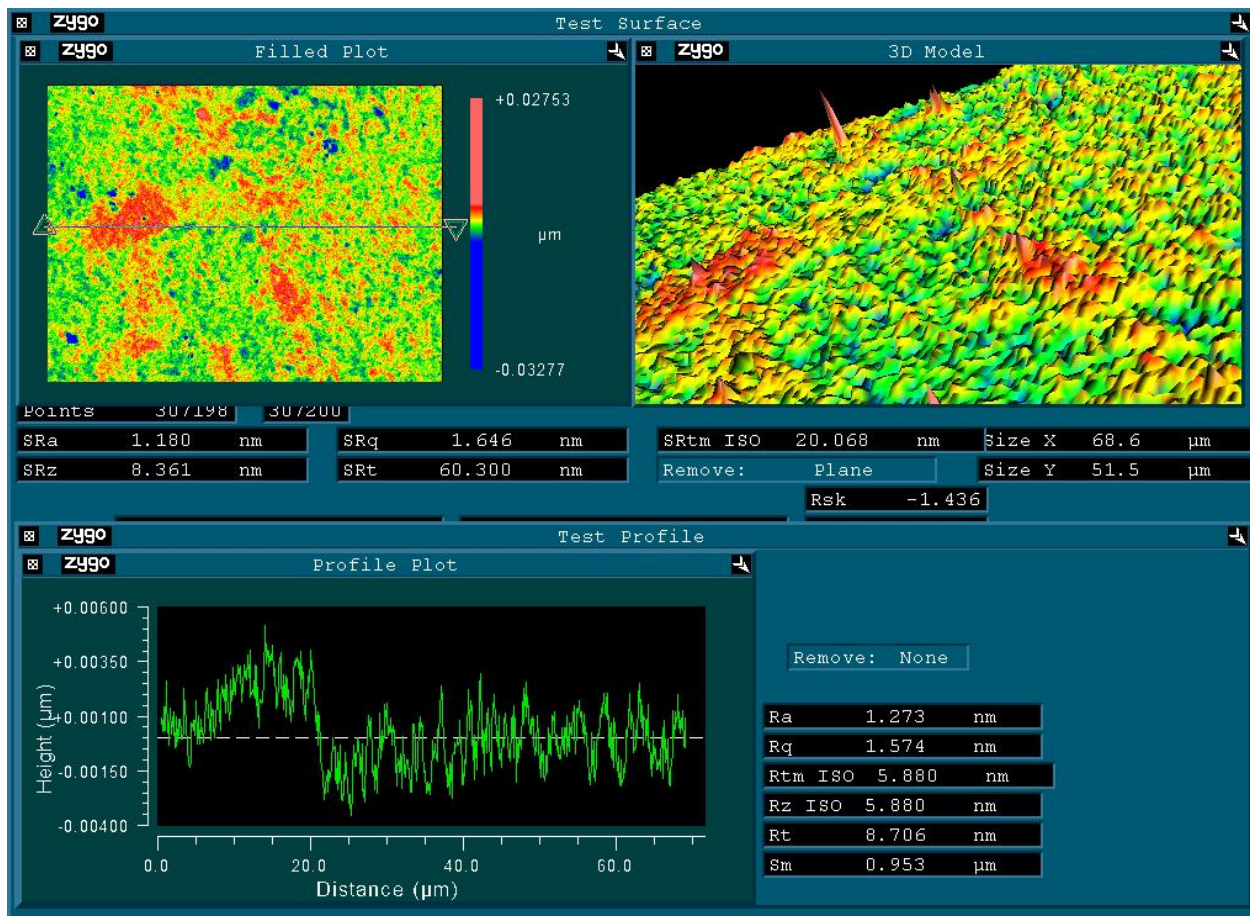 zygo Test Surface
zygo Filled Plot
+0.02753
µm
-0.03277
zygo 3D Model
Points 307198 307200
SRa 1.180 nm SRq 1.646 nm SRtm ISO 20.068 nm Size X 68.6 µm
SRz 8.361 nm SRt 60.300 nm Remove: Plane Size Y 51.5 µm
Rsk -1.436
zygo Test Profile
zygo Profile Plot
+0.00600
+0.00350
+0.00100
-0.00150
-0.00400
Height (µm)
0.0 20.0 40.0 60.0
Distance (µm)
Remove: None
Ra 1.273 nm
Rq 1.574 nm
Rtm ISO 5.880 nm
Rz ISO 5.880 nm
Rt 8.706 nm
Sm 0.953 µm